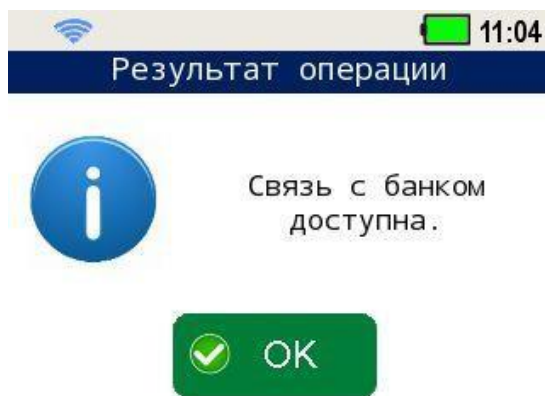 11:04
Результат операции
Связь с банком
доступна.
OK